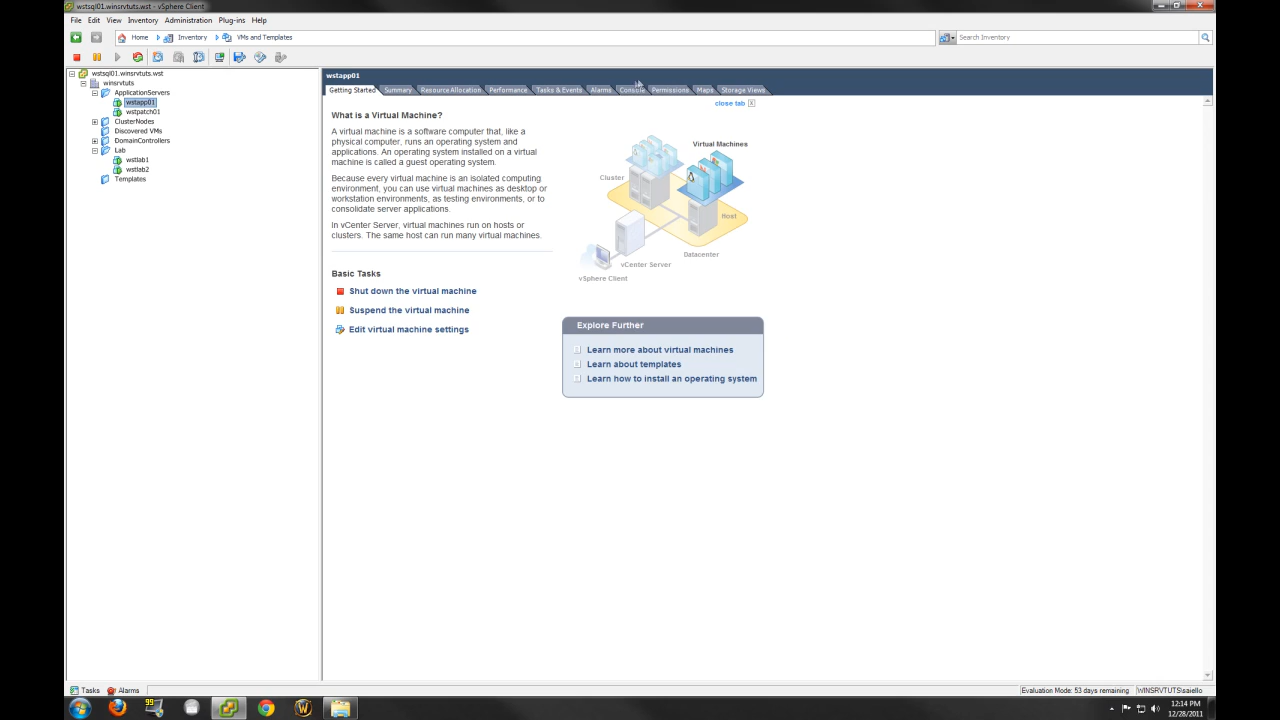 wstsql01.winsrvtuts.wst - vSphere Client
File Edit View Inventory Administration Plug-ins Help
Home Inventory VMs and Templates Search Inventory
wstsql01.winsrvtuts.wst
winsrvtuts
ApplicationServers
wstapp01
wstpatch01
ClusterNodes
Discovered VMs
DomainControllers
Lab
wstlab1
wstlab2
Templates
wstapp01
Getting Started Summary Resource Allocation Performance Tasks & Events Alarms Console Permissions Maps Storage Views
close tab X
What is a Virtual Machine?
A virtual machine is a software computer that, like a
physical computer, runs an operating system and
applications. An operating system installed on a virtual
machine is called a guest operating system.
Because every virtual machine is an isolated computing
environment, you can use virtual machines as desktop or
workstation environments, as testing environments, or to
consolidate server applications.
In vCenter Server, virtual machines run on hosts or
clusters. The same host can run many virtual machines.
Virtual Machines
Cluster
Host
Datacenter
vCenter Server
vSphere Client
Basic Tasks
Shut down the virtual machine
Suspend the virtual machine
Edit virtual machine settings
Explore Further
Learn more about virtual machines
Learn about templates
Learn how to install an operating system
Tasks Alarms
Evaluation Mode: 53 days remaining WINSRVTUTS\saiello
99
12:14 PM
12/28/2011